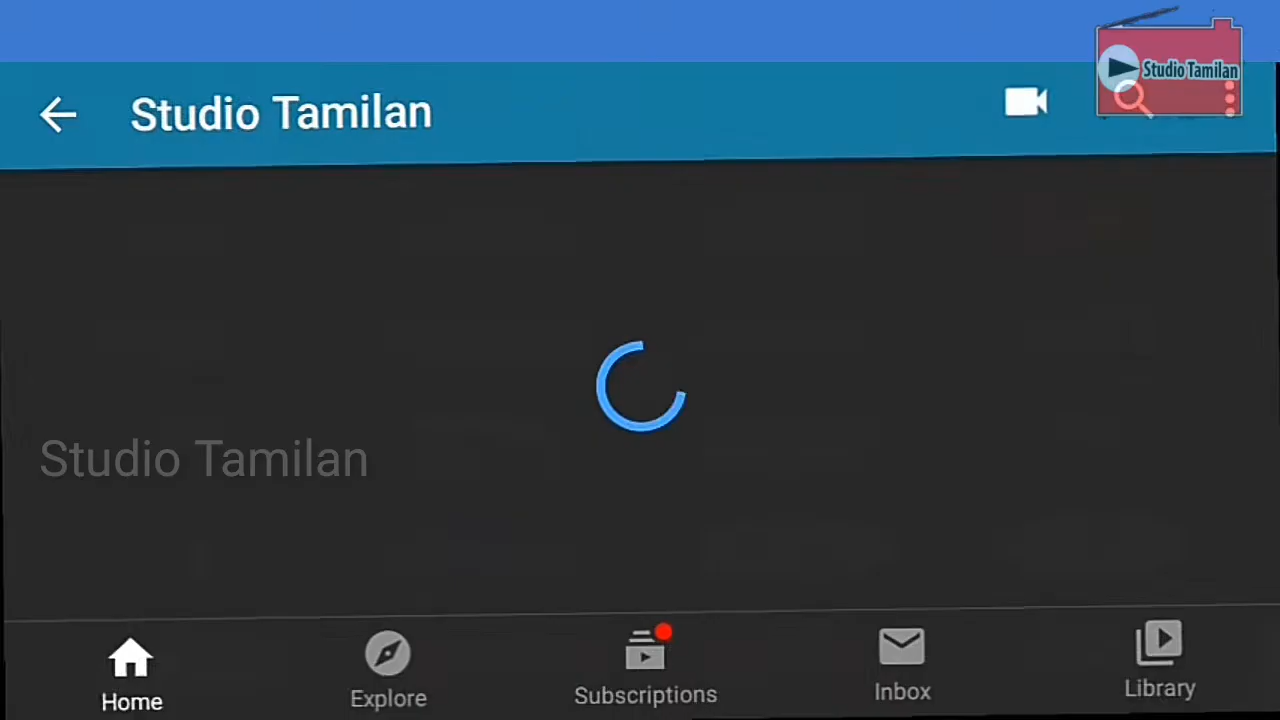 Studio Tamilan
Studio Tamilan
Studio Tamilan
Home
Explore
Subscriptions
Inbox
Library